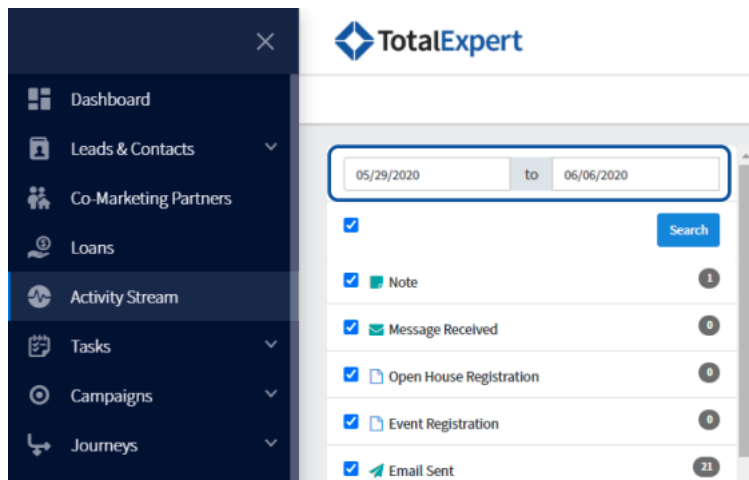 TotalExpert
Dashboard
Leads & Contacts
Co-Marketing Partners
Loans
Activity Stream
Tasks
Campaigns
Journeys
05/29/2020 to 06/06/2020
Search
Note 1
Message Received 0
Open House Registration 0
Event Registration 0
Email Sent 21